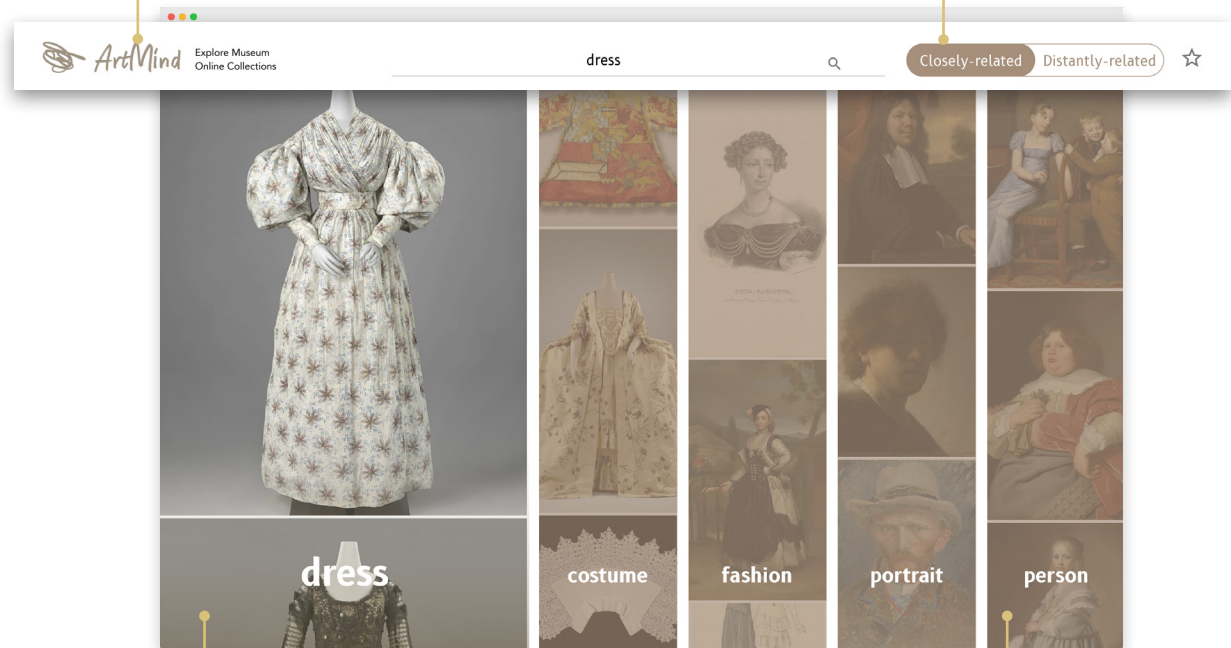 ArtMind
Explore Museum
Online Collections
dress
Closely-related
Distantly-related
dress
costume
fashion
portrait
person